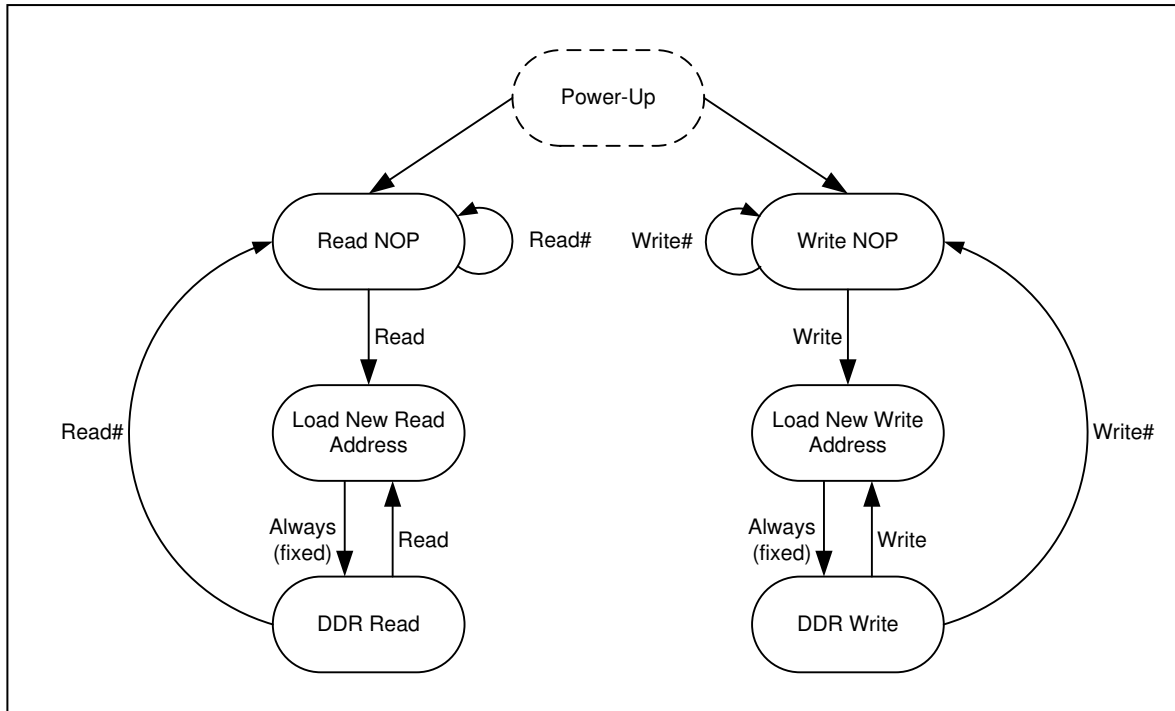 Power-Up
Read NOP
Read#
Write#
Write NOP
Read
Write
Load New Read
Address
Load New Write
Address
Read#
Write#
Always
(fixed)
Read
Always
(fixed)
Write
DDR Read
DDR Write